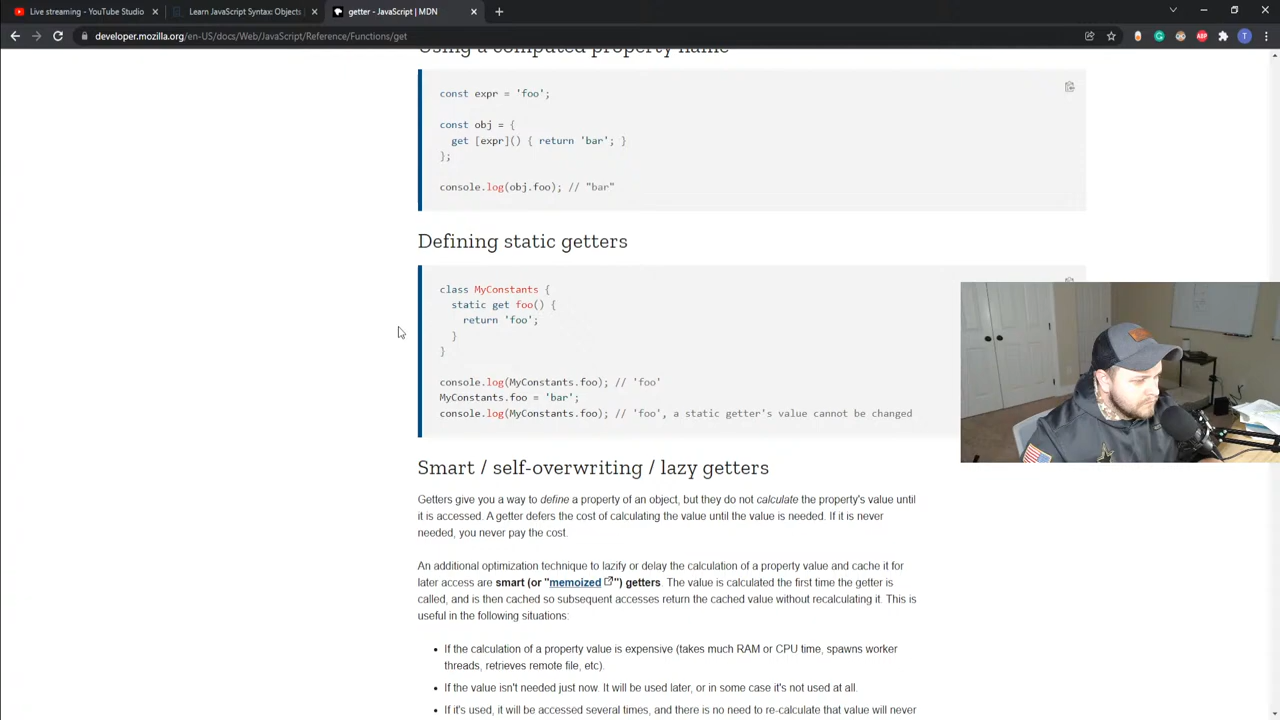 Live streaming - YouTube Studio
Learn JavaScript Syntax: Objects
getter - JavaScript | MDN
developer.mozilla.org/en-US/docs/Web/JavaScript/Reference/Functions/get
ABP
T
Using a computed property name
const expr = 'foo';
const obj = {
get [expr]() { return 'bar'; }
};
console.log(obj.foo); // "bar"
Defining static getters
class MyConstants {
static get foo() {
return 'foo';
}
}
console.log(MyConstants.foo); // 'foo'
MyConstants.foo = 'bar';
console.log(MyConstants.foo); // 'foo', a static getter's value cannot be changed
Smart / self-overwriting / lazy getters
Getters give you a way to define a property of an object, but they do not calculate the property's value until
it is accessed. A getter defers the cost of calculating the value until the value is needed. If it is never
needed, you never pay the cost.
An additional optimization technique to lazify or delay the calculation of a property value and cache it for
later access are smart (or "memoized") getters. The value is calculated the first time the getter is
called, and is then cached so subsequent accesses return the cached value without recalculating it. This is
useful in the following situations:
• If the calculation of a property value is expensive (takes much RAM or CPU time, spawns worker
threads, retrieves remote file, etc).
• If the value isn't needed just now. It will be used later, or in some case it's not used at all.
• If it's used, it will be accessed several times, and there is no need to re-calculate that value will never